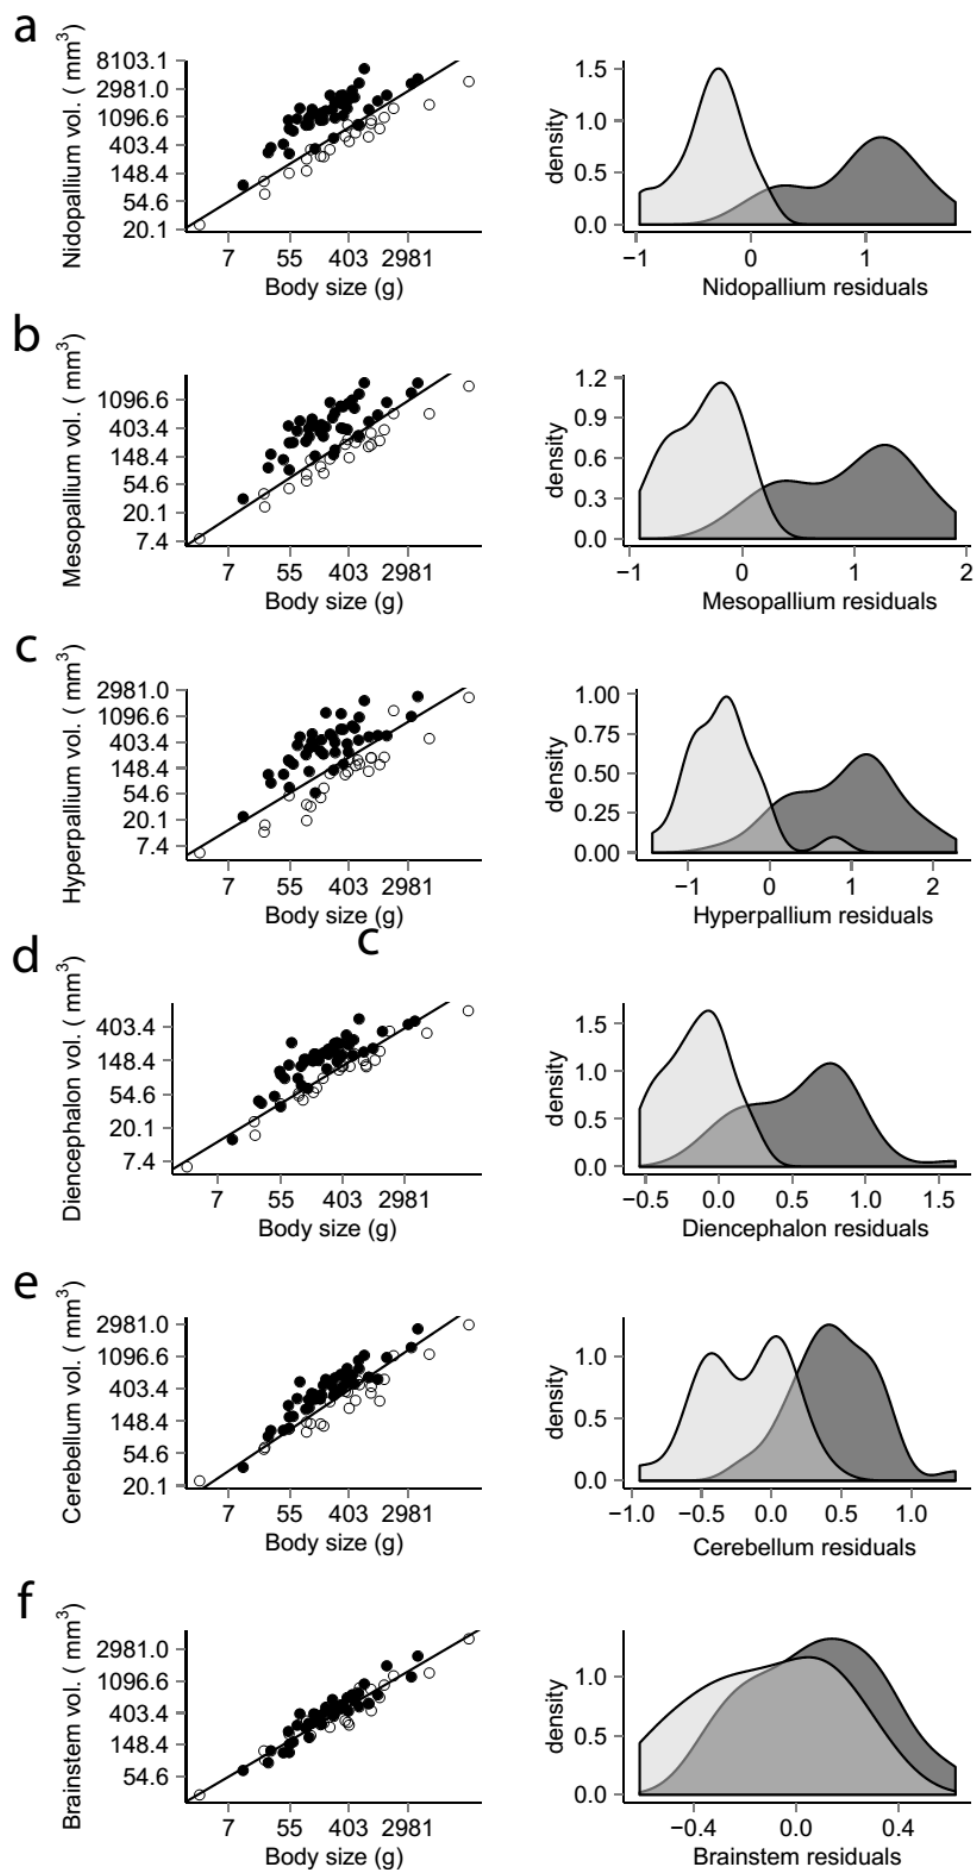 a
Nidopallium vol. ( mm³)
8103.1
2981.0
1096.6
403.4
148.4
54.6
20.1
7 55 403 2981
Body size (g)
density
1.5
1.0
0.5
0.0
−1 0 1
Nidopallium residuals
b
Mesopallium vol. ( mm³)
1096.6
403.4
148.4
54.6
20.1
7.4
7 55 403 2981
Body size (g)
density
1.2
0.9
0.6
0.3
0.0
−1 0 1 2
Mesopallium residuals
c
Hyperpallium vol. ( mm³)
2981.0
1096.6
403.4
148.4
54.6
20.1
7.4
7 55 403 2981
Body size (g)
density
1.00
0.75
0.50
0.25
0.00
−1 0 1 2
Hyperpallium residuals
c
d
Diencephalon vol. ( mm³)
403.4
148.4
54.6
20.1
7.4
7 55 403 2981
Body size (g)
density
1.5
1.0
0.5
0.0
−0.5 0.0 0.5 1.0 1.5
Diencephalon residuals
e
Cerebellum vol. ( mm³)
2981.0
1096.6
403.4
148.4
54.6
20.1
7 55 403 2981
Body size (g)
density
1.0
0.5
0.0
−1.0 −0.5 0.0 0.5 1.0
Cerebellum residuals
f
Brainstem vol. ( mm³)
2981.0
1096.6
403.4
148.4
54.6
7 55 403 2981
Body size (g)
density
1.0
0.5
0.0
−0.4 0.0 0.4
Brainstem residuals